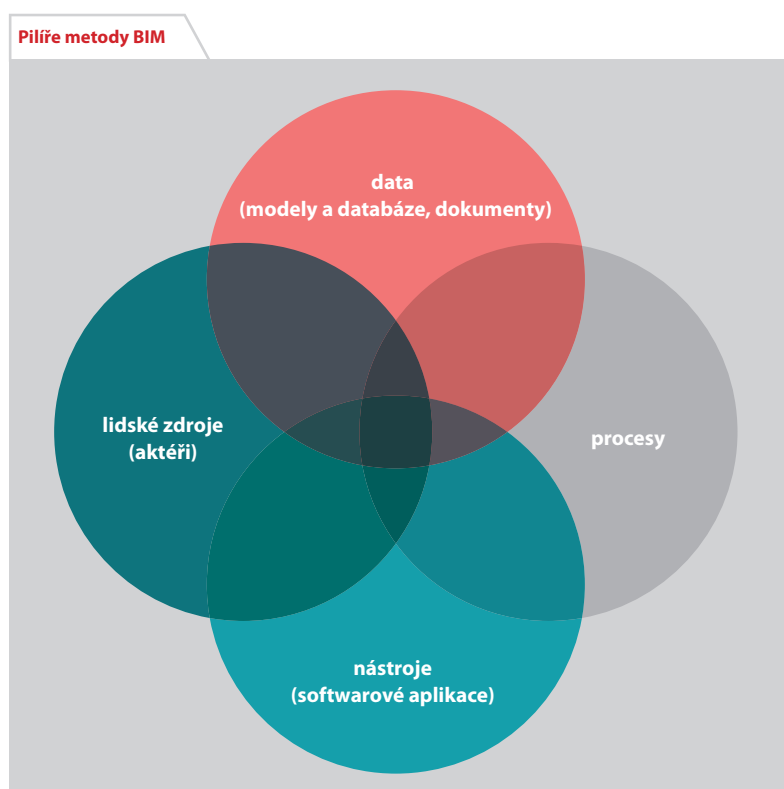 Pilíře metody BIM
data
(modely a databáze, dokumenty)
lidské zdroje
(aktéři)
procesy
nástroje
(softwarové aplikace)